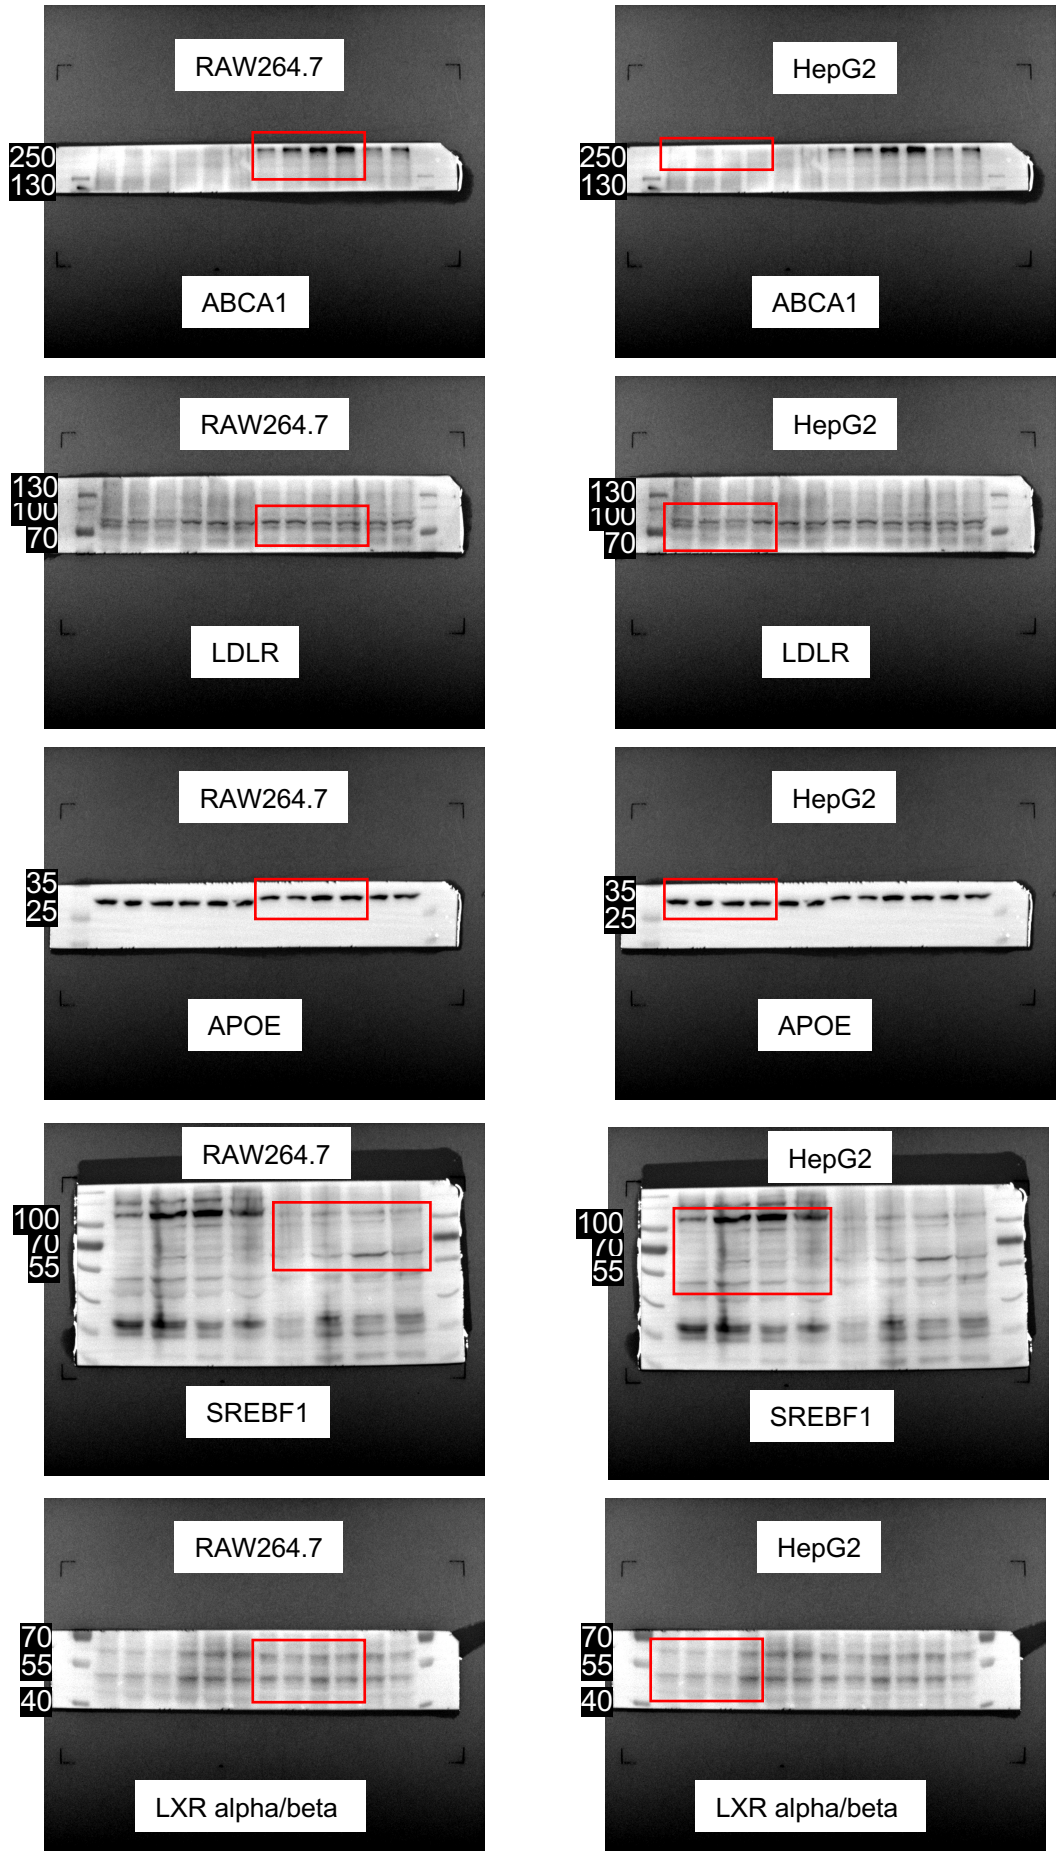 RAW264.7
HepG2
250
130
250
130
ABCA1
ABCA1
RAW264.7
HepG2
130
100
70
130
100
70
LDLR
LDLR
RAW264.7
HepG2
35
25
35
25
APOE
APOE
RAW264.7
HepG2
100
70
55
100
70
55
SREBF1
SREBF1
RAW264.7
HepG2
70
55
40
70
55
40
LXR alpha/beta
LXR alpha/beta